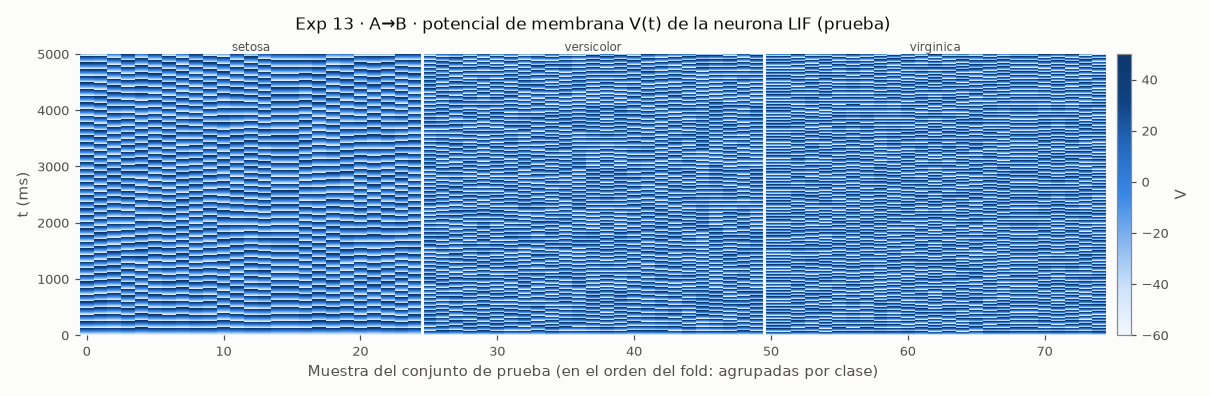 Exp 13 · A→B · potencial de membrana V(t) de la neurona LIF (prueba)
setosa versicolor virginica
5000
4000
3000
2000
1000
0
t (ms)
0 10 20 30 40 50 60 70
Muestra del conjunto de prueba (en el orden del fold: agrupadas por clase)
40
20
0
−20
−40
−60
V